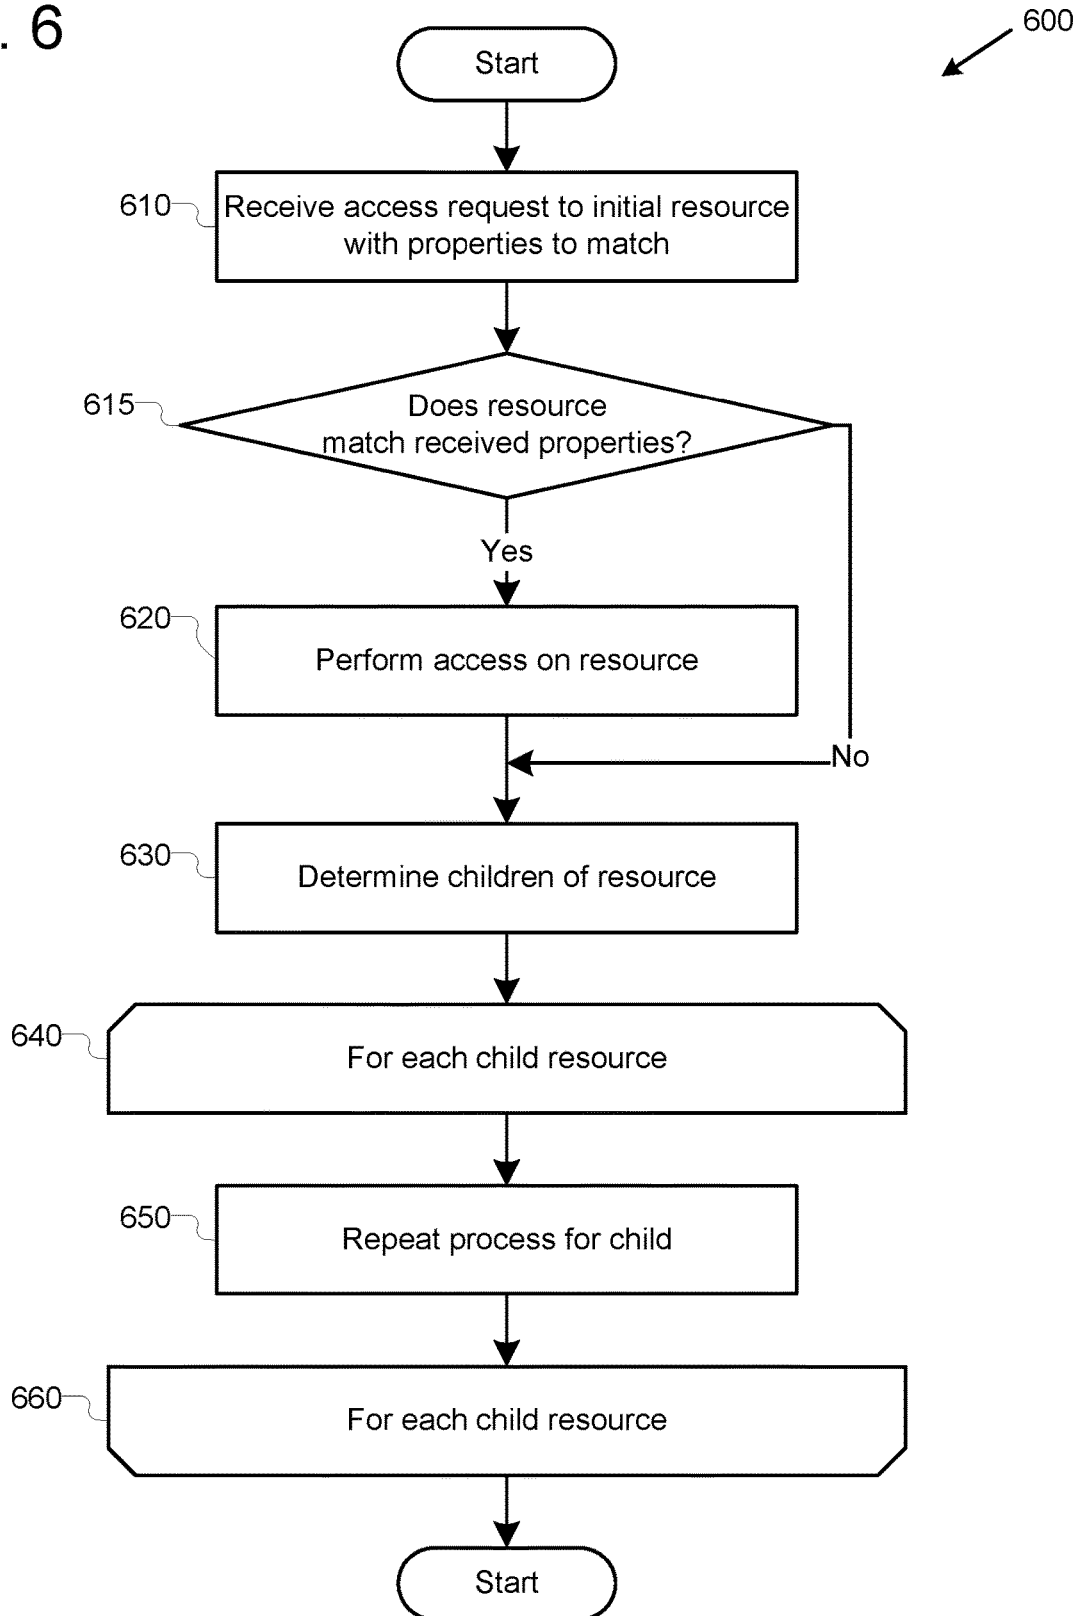 . 6
600
Start
610
Receive access request to initial resource
with properties to match
615
Does resource
match received properties?
Yes
620
Perform access on resource
No
630
Determine children of resource
640
For each child resource
650
Repeat process for child
660
For each child resource
Start